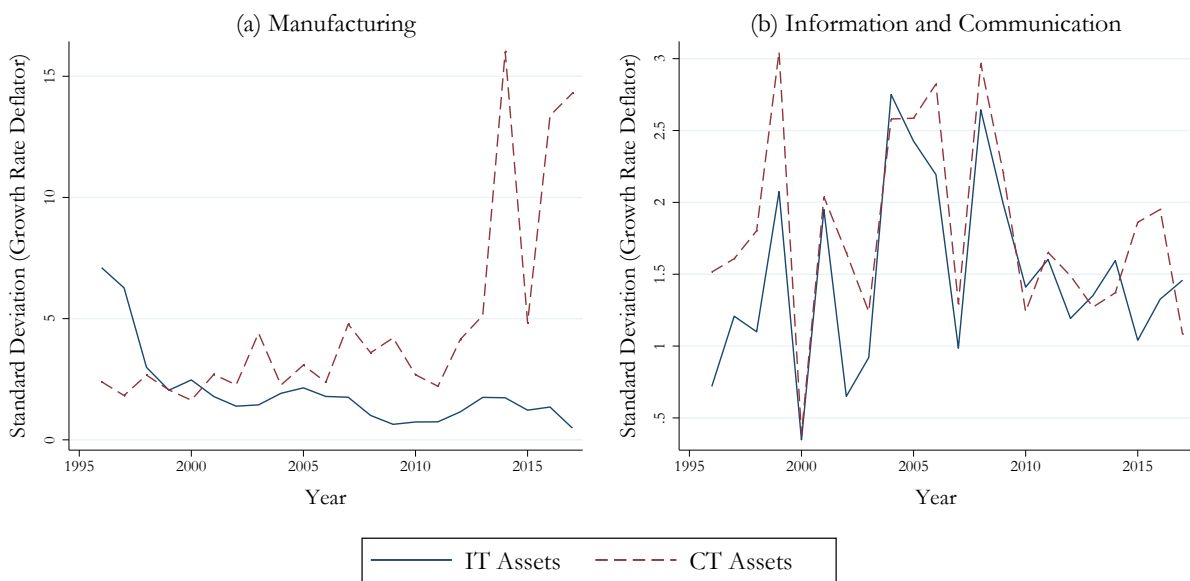 (a) Manufacturing
Standard Deviation (Growth Rate Deflator)
15
10
5
0
1995 2000 2005 2010 2015
Year
(b) Information and Communication
Standard Deviation (Growth Rate Deflator)
3
2.5
2
1.5
1
.5
1995 2000 2005 2010 2015
Year
IT Assets CT Assets